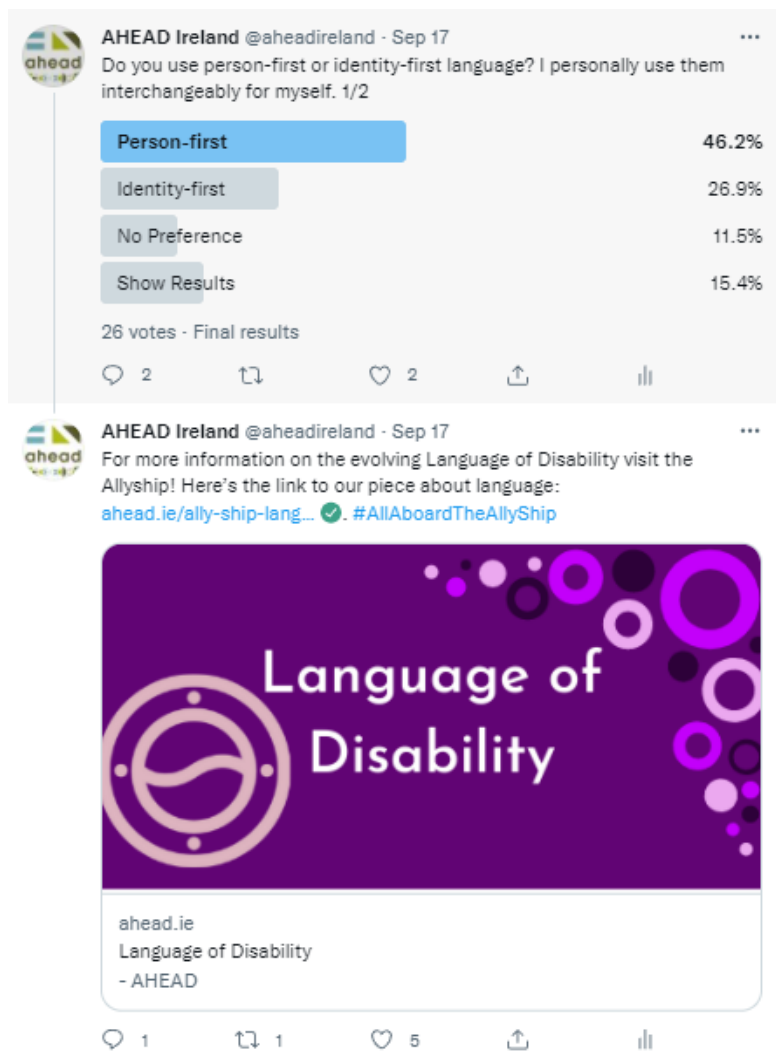 AHEAD Ireland @aheadireland · Sep 17
ahead
Do you use person-first or identity-first language? I personally use them
interchangeably for myself. 1/2
Person-first 46.2%
Identity-first 26.9%
No Preference 11.5%
Show Results 15.4%
26 votes · Final results
2 2
AHEAD Ireland @aheadireland · Sep 17
ahead
For more information on the evolving Language of Disability visit the
Allyship! Here's the link to our piece about language:
ahead.ie/ally-ship-lang... ✅. #AllAboardTheAllyShip
Language of
Disability
ahead.ie
Language of Disability
- AHEAD
1 1 5